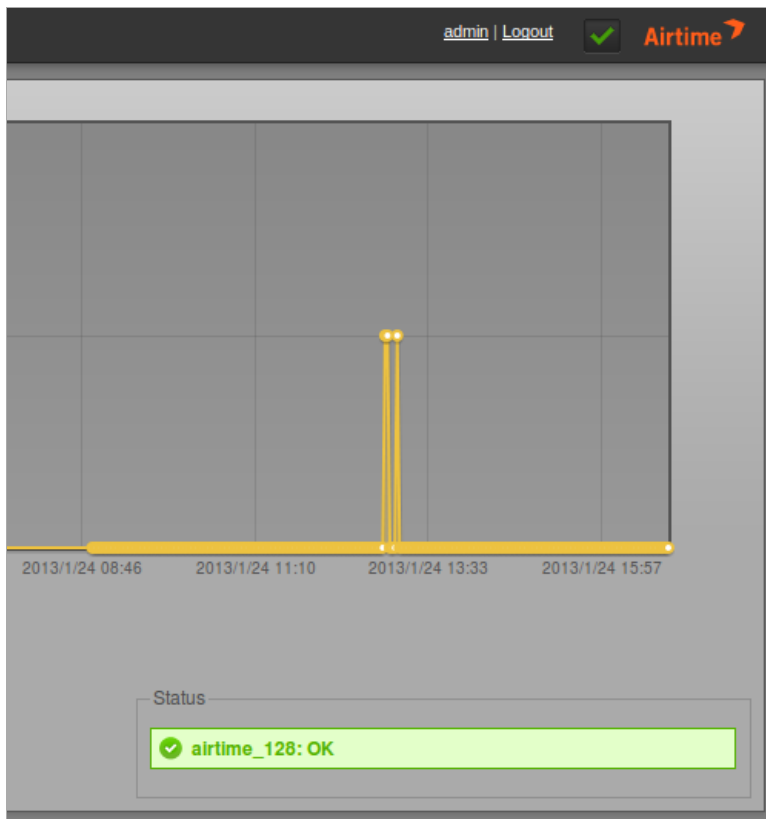 admin | Logout Airtime
2013/1/24 08:46 2013/1/24 11:10 2013/1/24 13:33 2013/1/24 15:57
Status
airtime_128: OK